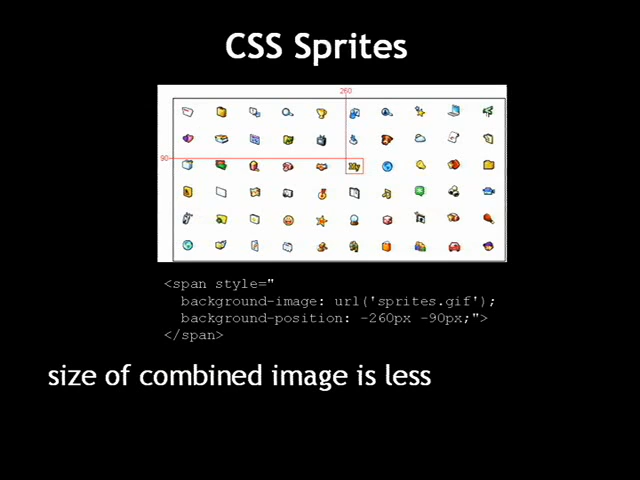 CSS Sprites
260
90
<span style="
background-image: url('sprites.gif');
background-position: -260px -90px;">
</span>
size of combined image is less